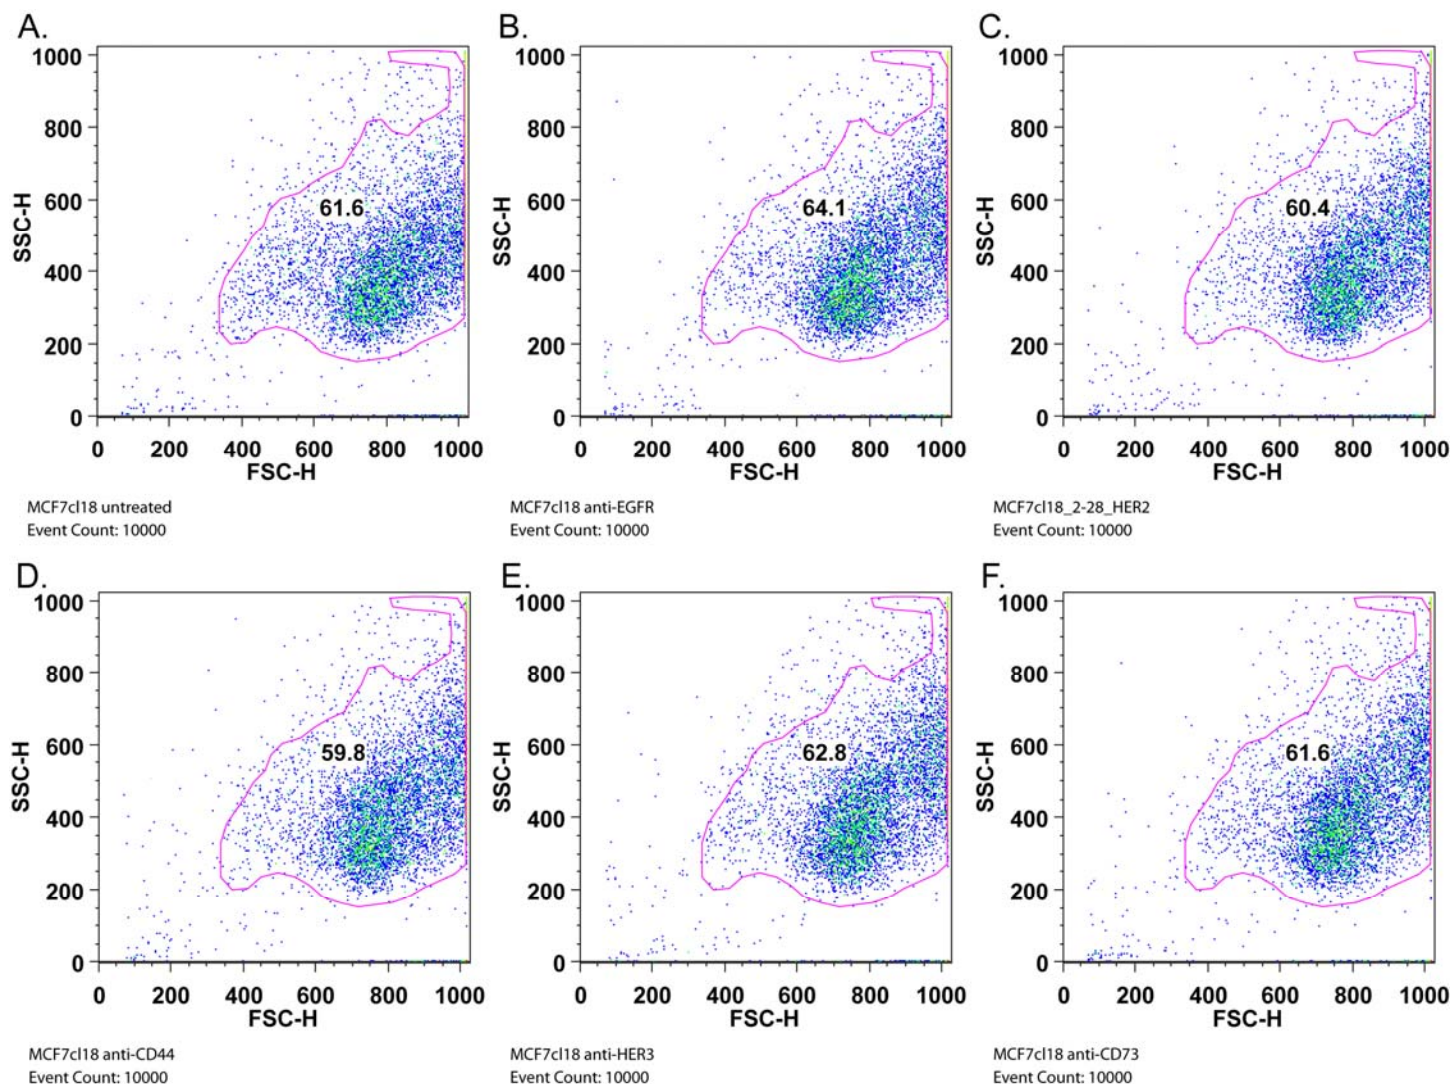 A.
1000
800
600
400
200
0
SSC-H
61.6
0 200 400 600 800 1000
FSC-H
MCF7cl18 untreated
Event Count: 10000
B.
1000
800
600
400
200
0
SSC-H
64.1
0 200 400 600 800 1000
FSC-H
MCF7cl18 anti-EGFR
Event Count: 10000
C.
1000
800
600
400
200
0
SSC-H
60.4
0 200 400 600 800 1000
FSC-H
MCF7cl18_2-28_HER2
Event Count: 10000
D.
1000
800
600
400
200
0
SSC-H
59.8
0 200 400 600 800 1000
FSC-H
MCF7cl18 anti-CD44
Event Count: 10000
E.
1000
800
600
400
200
0
SSC-H
62.8
0 200 400 600 800 1000
FSC-H
MCF7cl18 anti-HER3
Event Count: 10000
F.
1000
800
600
400
200
0
SSC-H
61.6
0 200 400 600 800 1000
FSC-H
MCF7cl18 anti-CD73
Event Count: 10000